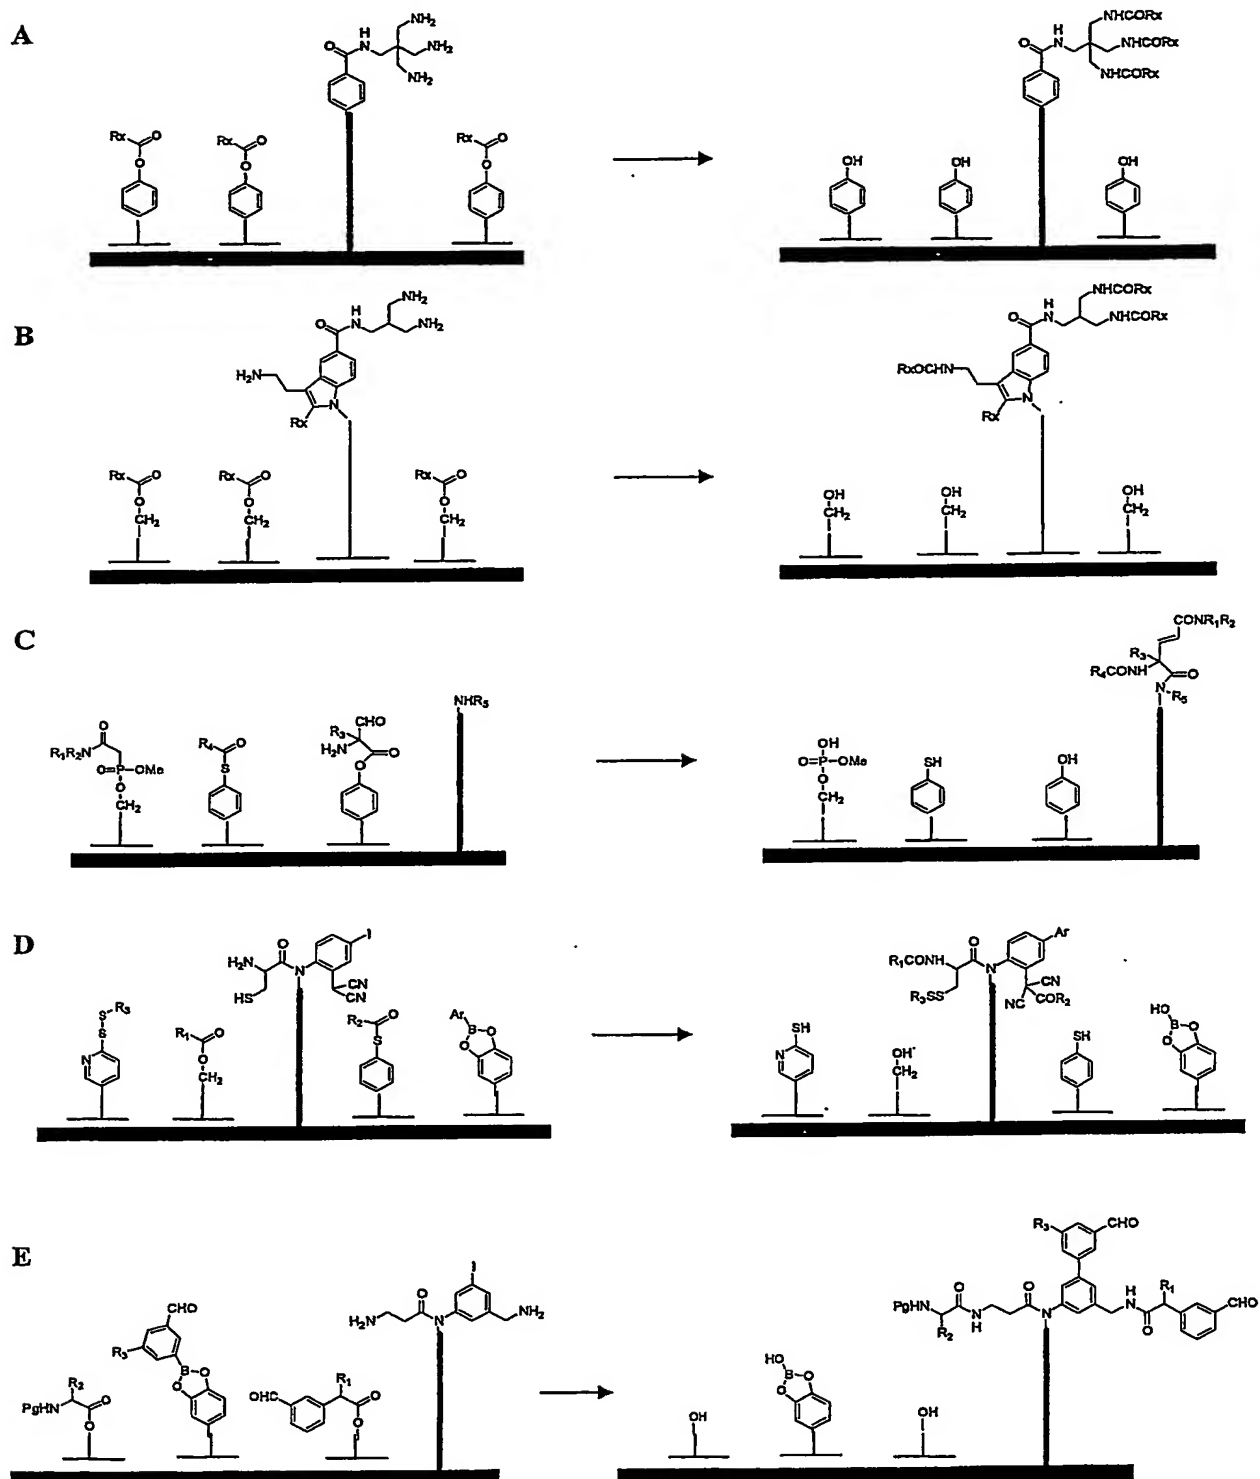 A
NH₂
H
O
N
NH₂
NH₂
Rx
O
O
Rx
O
O
Rx
O
O
NHCORx
H
O
N
NHCORx
NHCORx
OH
OH
OH
B
NH₂
H
O
N
NH₂
H₂N
N
Rx
Rx
O
O
CH₂
Rx
O
O
CH₂
Rx
O
O
CH₂
NHCORx
H
O
N
NHCORx
RxOCHN
N
Rx
OH
CH₂
OH
CH₂
OH
CH₂
C
O
R₁R₂N
O=P–OMe
O
CH₂
R₄
O
S
CHO
R₃
H₂N
O
O
NHR₅
CONR₁R₂
R₃
R₄CONH
O
N
R₅
OH
O=P–OMe
O
CH₂
SH
OH
D
I
O
H₂N
N
HS
CN
CN
R₃
S
S
N
R₁
O
O
CH₂
R₂
O
S
Ar
B–O
O
Ar
O
R₁CONH
N
R₃SS
CN
NC
COR₂
SH
N
OH
CH₂
SH
HO
B–O
O
E
I
O
H₂N
N
NH₂
CHO
R₃
B–O
O
R₂
PgHN
O
O
OHC
R₁
O
O
R₃
CHO
O
O
R₁
PgHN
N
H
N
HN
CHO
R₂
O
HO
B–O
O
OH
OH